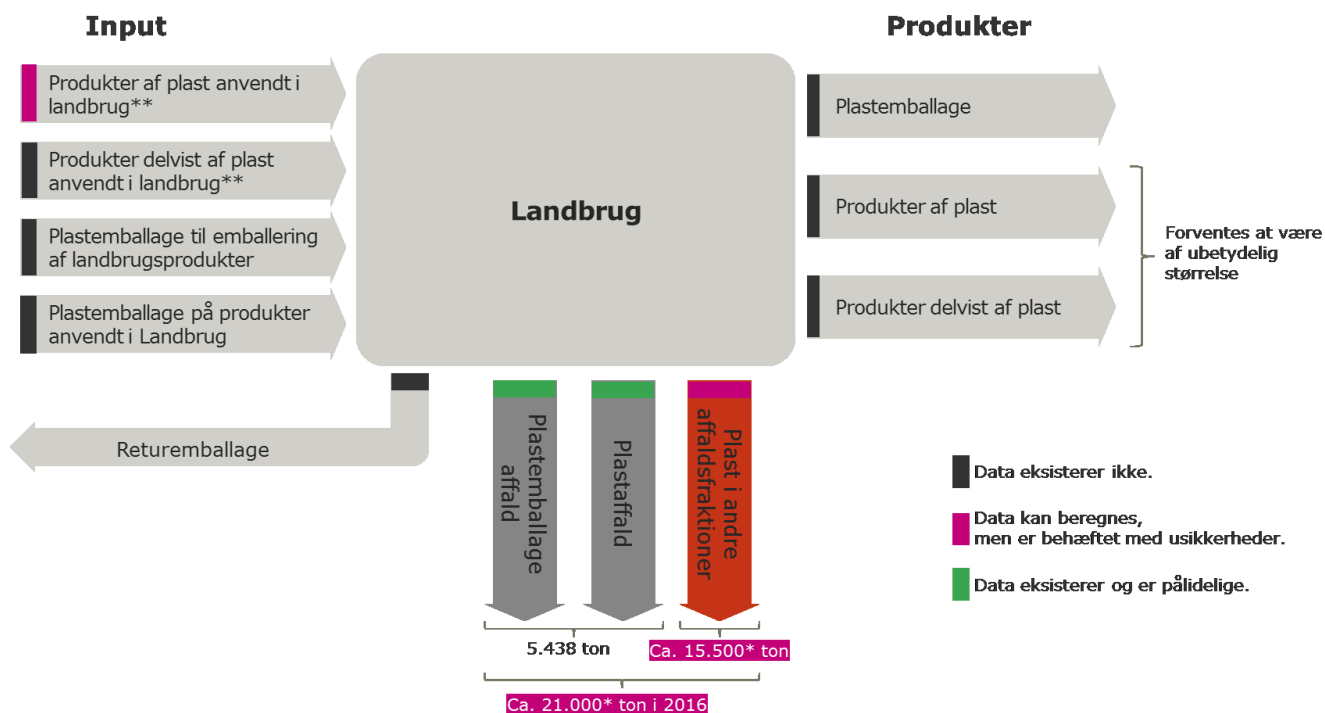 Input
Produkter af plast anvendt i
landbrug**
Produkter delvist af plast
anvendt i landbrug**
Plastemballage til emballering
af landbrugsprodukter
Plastemballage på produkter
anvendt i Landbrug
Returemballage
Landbrug
Produkter
Plastemballage
Produkter af plast
Produkter delvist af plast
Forventes at være
af ubetydelig
størrelse
Plastemballage
affald
Plastaffald
Plast i andre
affaldsfraktioner
5.438 ton
Ca. 15.500* ton
Ca. 21.000* ton i 2016
Data eksisterer ikke.
Data kan beregnes,
men er behæftet med usikkerheder.
Data eksisterer og er pålidelige.